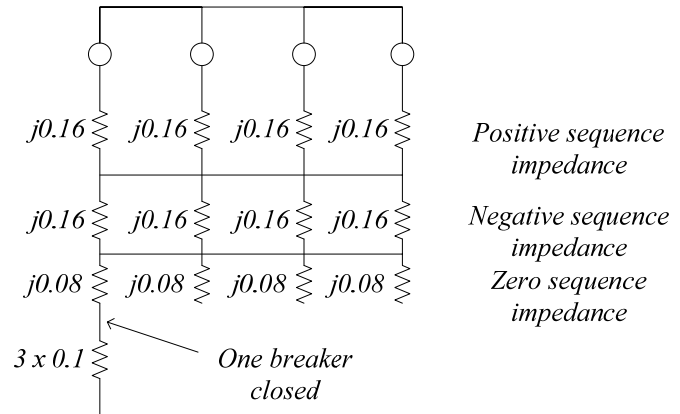 j0.16 j0.16 j0.16 j0.16
Positive sequence
impedance
j0.16 j0.16 j0.16 j0.16
Negative sequence
impedance
j0.08 j0.08 j0.08 j0.08
Zero sequence
impedance
3 x 0.1
One breaker
closed